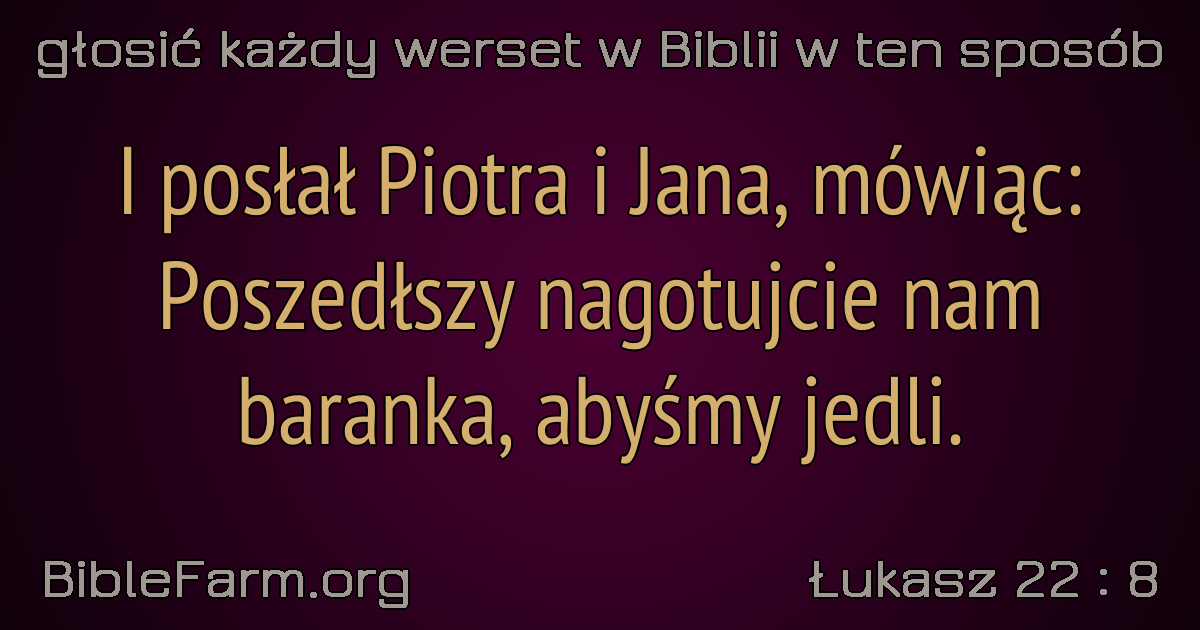 głosić każdy werset w Biblii w ten sposób
I posłał Piotra i Jana, mówiąc:
Poszedłszy nagotujcie nam
baranka, abyśmy jedli.
BibleFarm.org
Łukasz 22 : 8